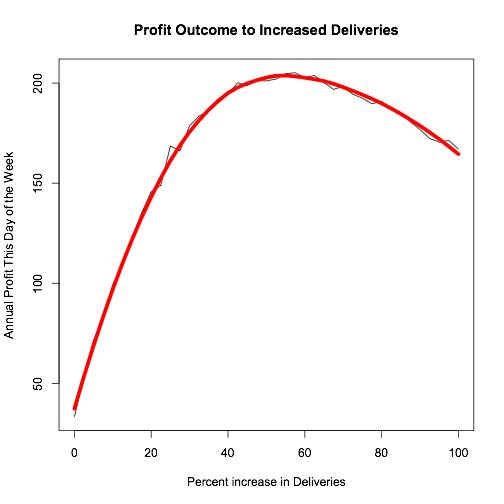 Profit Outcome to Increased Deliveries
Annual Profit This Day of the Week
200
150
100
50
0 20 40 60 80 100
Percent increase in Deliveries